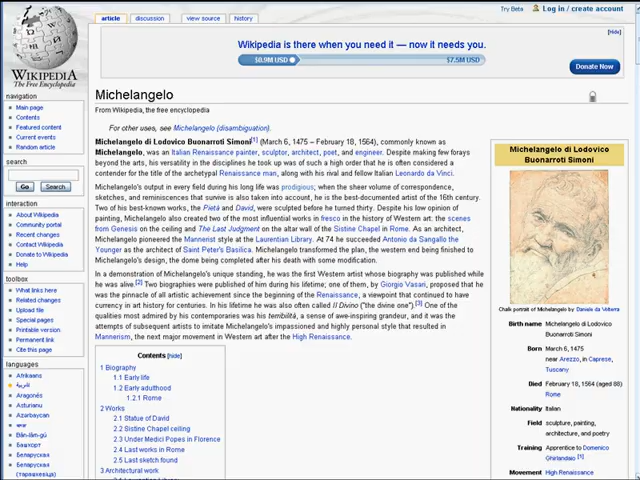 Try Beta
Log in / create account
article
discussion
view source
history
[Hide]
Wikipedia is there when you need it — now it needs you.
$0.9M USD
$7.5M USD
Donate Now
WIKIPEDIA
The Free Encyclopedia
navigation
Main page
Contents
Featured content
Current events
Random article
search
Go
Search
interaction
About Wikipedia
Community portal
Recent changes
Contact Wikipedia
Donate to Wikipedia
Help
toolbox
What links here
Related changes
Upload file
Special pages
Printable version
Permanent link
Cite this page
languages
Afrikaans
العربية
Aragonés
Asturianu
Azərbaycan
বাংলা
Bân-lâm-gú
Башҡорт
Беларуская
Беларуская
(тарашкевіца)
Michelangelo
From Wikipedia, the free encyclopedia
For other uses, see Michelangelo (disambiguation).
Michelangelo di Lodovico Buonarroti Simoni[1] (March 6, 1475 – February 18, 1564), commonly known as
Michelangelo, was an Italian Renaissance painter, sculptor, architect, poet, and engineer. Despite making few forays
beyond the arts, his versatility in the disciplines he took up was of such a high order that he is often considered a
contender for the title of the archetypal Renaissance man, along with his rival and fellow Italian Leonardo da Vinci.
Michelangelo's output in every field during his long life was prodigious; when the sheer volume of correspondence,
sketches, and reminiscences that survive is also taken into account, he is the best-documented artist of the 16th century.
Two of his best-known works, the Pietà and David, were sculpted before he turned thirty. Despite his low opinion of
painting, Michelangelo also created two of the most influential works in fresco in the history of Western art: the scenes
from Genesis on the ceiling and The Last Judgment on the altar wall of the Sistine Chapel in Rome. As an architect,
Michelangelo pioneered the Mannerist style at the Laurentian Library. At 74 he succeeded Antonio da Sangallo the
Younger as the architect of Saint Peter's Basilica. Michelangelo transformed the plan, the western end being finished to
Michelangelo's design, the dome being completed after his death with some modification.
In a demonstration of Michelangelo's unique standing, he was the first Western artist whose biography was published while
he was alive.[2] Two biographies were published of him during his lifetime; one of them, by Giorgio Vasari, proposed that he
was the pinnacle of all artistic achievement since the beginning of the Renaissance, a viewpoint that continued to have
currency in art history for centuries. In his lifetime he was also often called Il Divino ("the divine one").[3] One of the
qualities most admired by his contemporaries was his terribilità, a sense of awe-inspiring grandeur, and it was the
attempts of subsequent artists to imitate Michelangelo's impassioned and highly personal style that resulted in
Mannerism, the next major movement in Western art after the High Renaissance.
Contents [hide]
1 Biography
1.1 Early life
1.2 Early adulthood
1.2.1 Rome
2 Works
2.1 Statue of David
2.2 Sistine Chapel ceiling
2.3 Under Medici Popes in Florence
2.4 Last works in Rome
2.5 Last sketch found
3 Architectural work
Michelangelo di Lodovico
Buonarroti Simoni
Chalk portrait of Michelangelo by Daniele da Volterra
Birth name
Michelangelo di Lodovico
Buonarroti Simoni
Born
March 6, 1475
near Arezzo, in Caprese,
Tuscany
Died
February 18, 1564 (aged 88)
Rome
Nationality
Italian
Field
sculpture, painting,
architecture, and poetry
Training
Apprentice to Domenico
Ghirlandaio [1]
Movement
High Renaissance